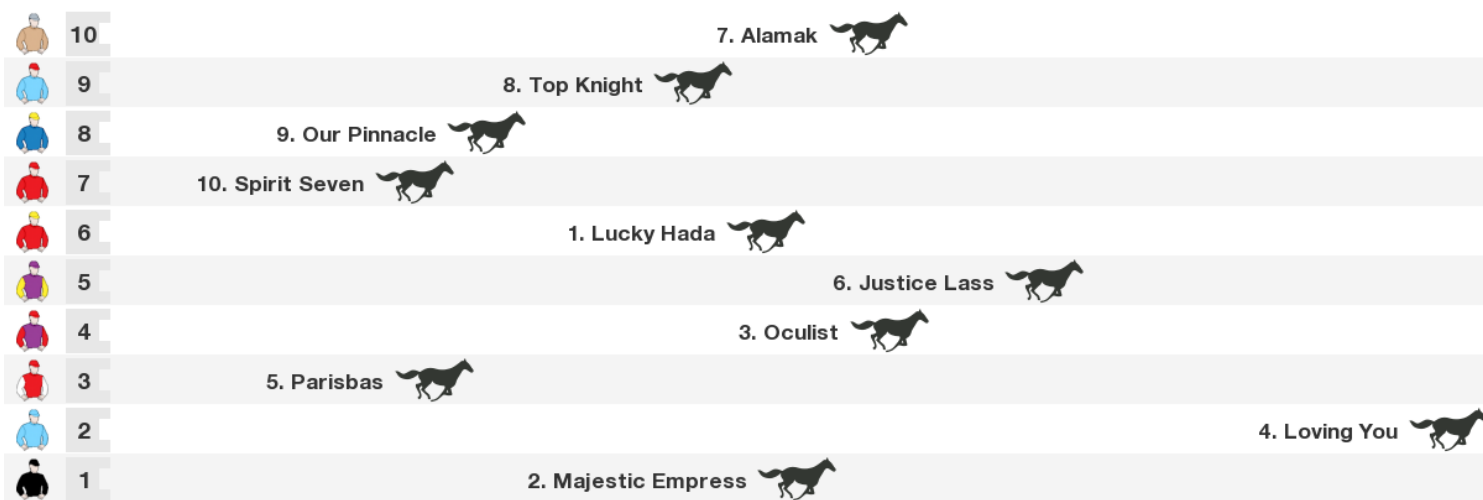 10 7. Alamak
9 8. Top Knight
8 9. Our Pinnacle
7 10. Spirit Seven
6 1. Lucky Hada
5 6. Justice Lass
4 3. Oculist
3 5. Parisbas
2 4. Loving You
1 2. Majestic Empress